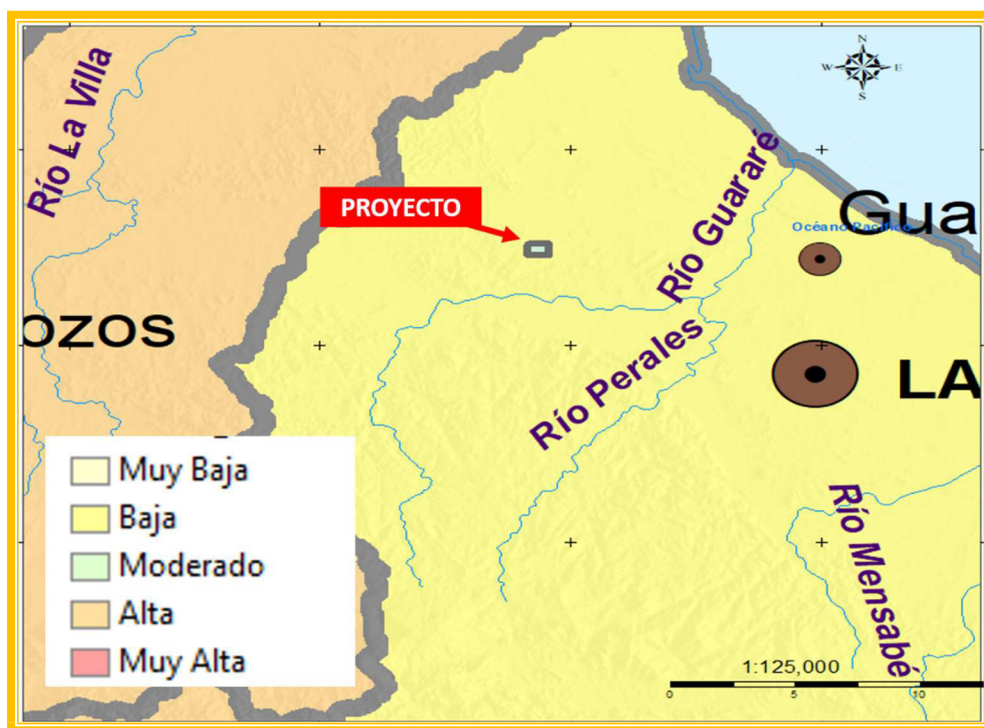 N
W E
S
Río La Villa
Río Guararé
PROYECTO
Gua
Océano Pacífico
OZOS
Río Perales
LA
Muy Baja
Baja
Moderado
Alta
Muy Alta
Río Mensabé
1:125,000
0 5 10